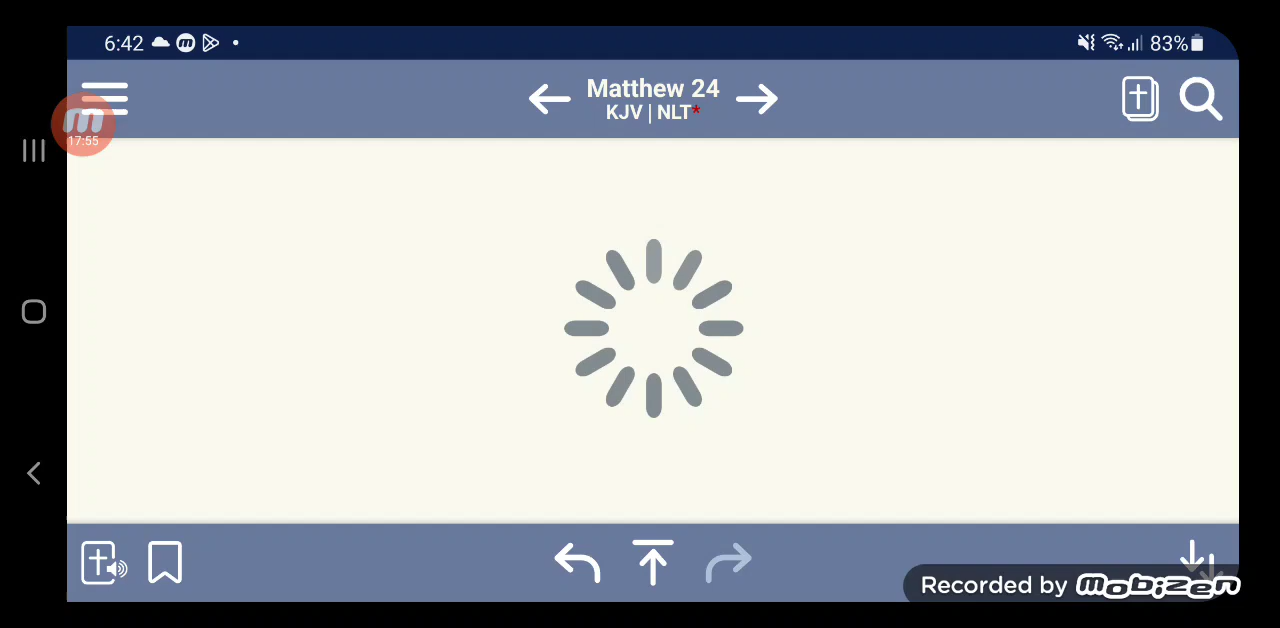 6:42 83%
Matthew 24
KJV | NLT*
m
17:55
Recorded by mobizen